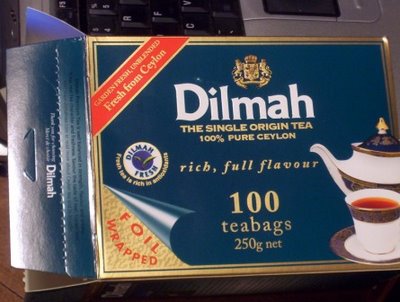 GARDEN FRESH, UNBLENDED
Fresh from Ceylon
Dilmah
THE SINGLE ORIGIN TEA
100% PURE CEYLON
DILMAH
FRESH
Fresh tea is rich in antioxidants
rich, full flavour
100
teabags
250g net
FOIL
WRAPPED
Dilmah